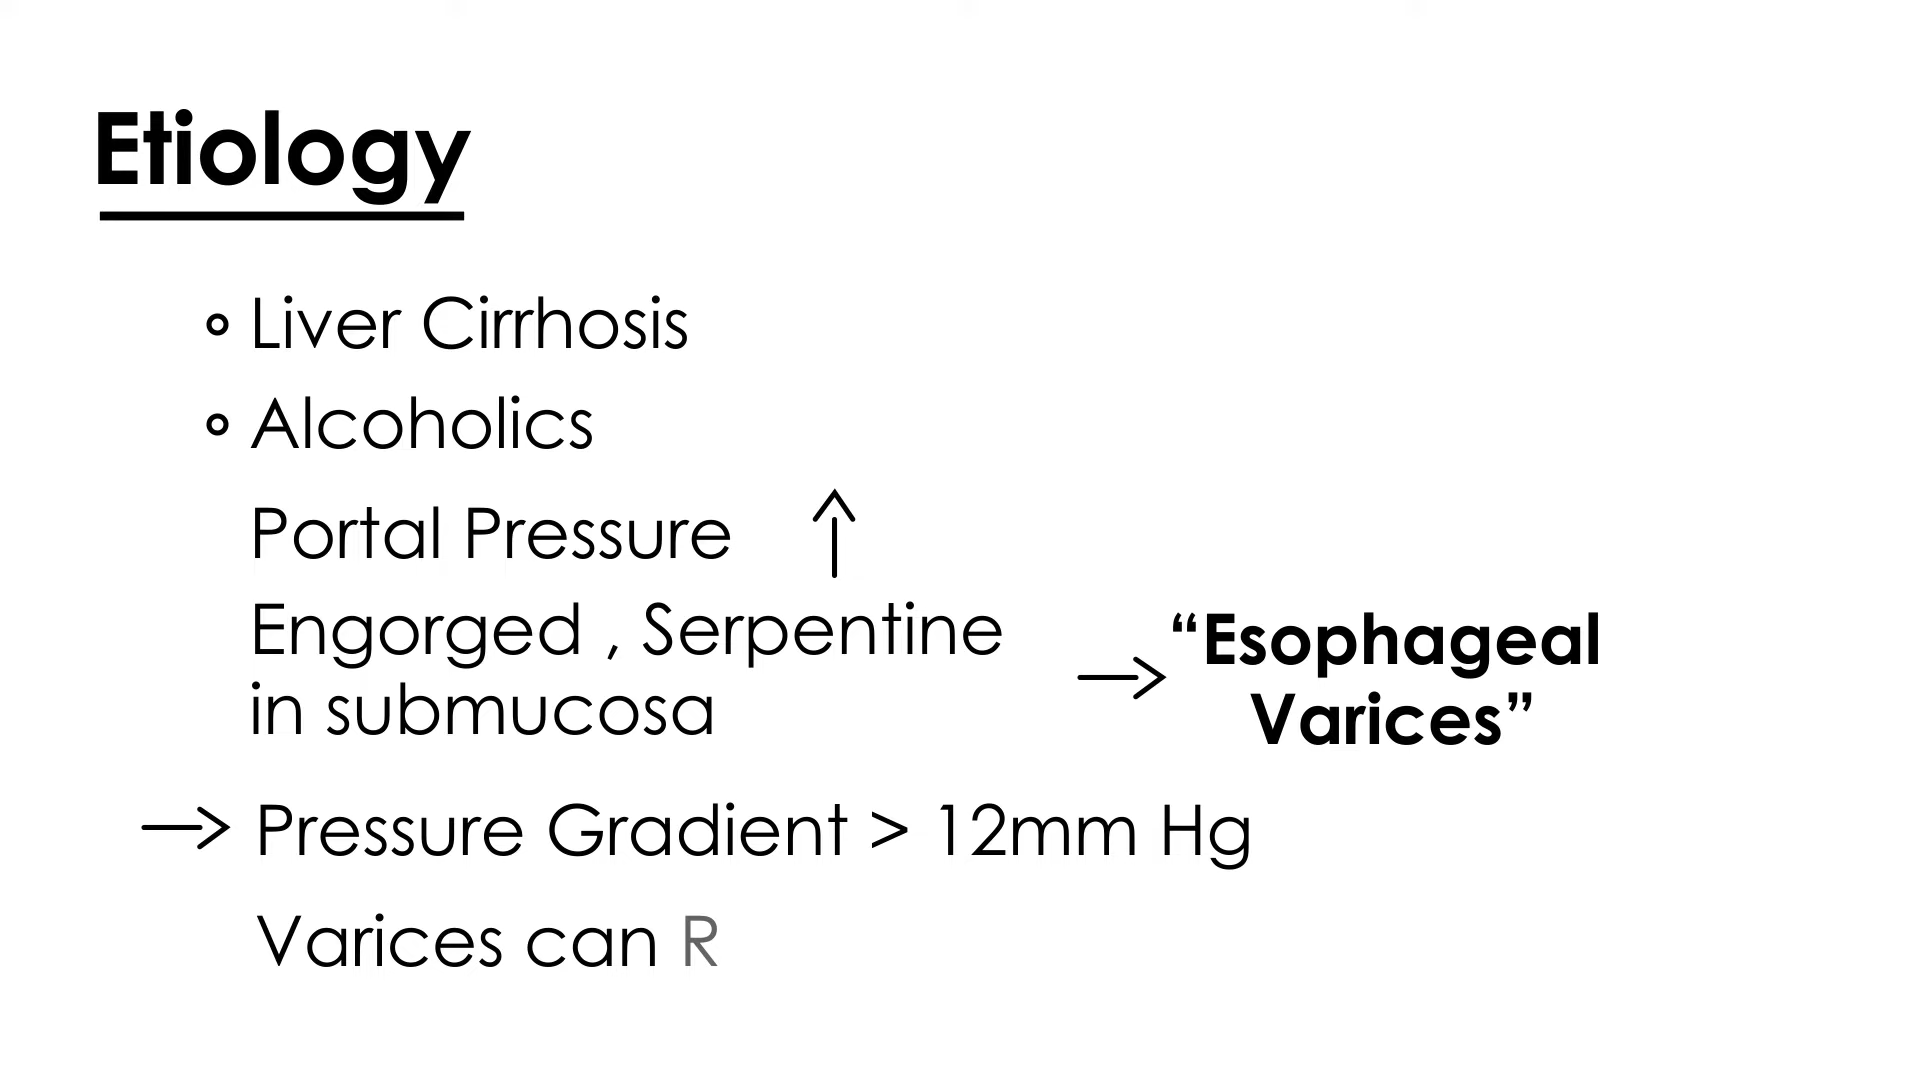 Etiology
Liver Cirrhosis
Alcoholics
Portal Pressure ↑
Engorged , Serpentine
in submucosa
→ “Esophageal
Varices”
→ Pressure Gradient > 12mm Hg
Varices can R